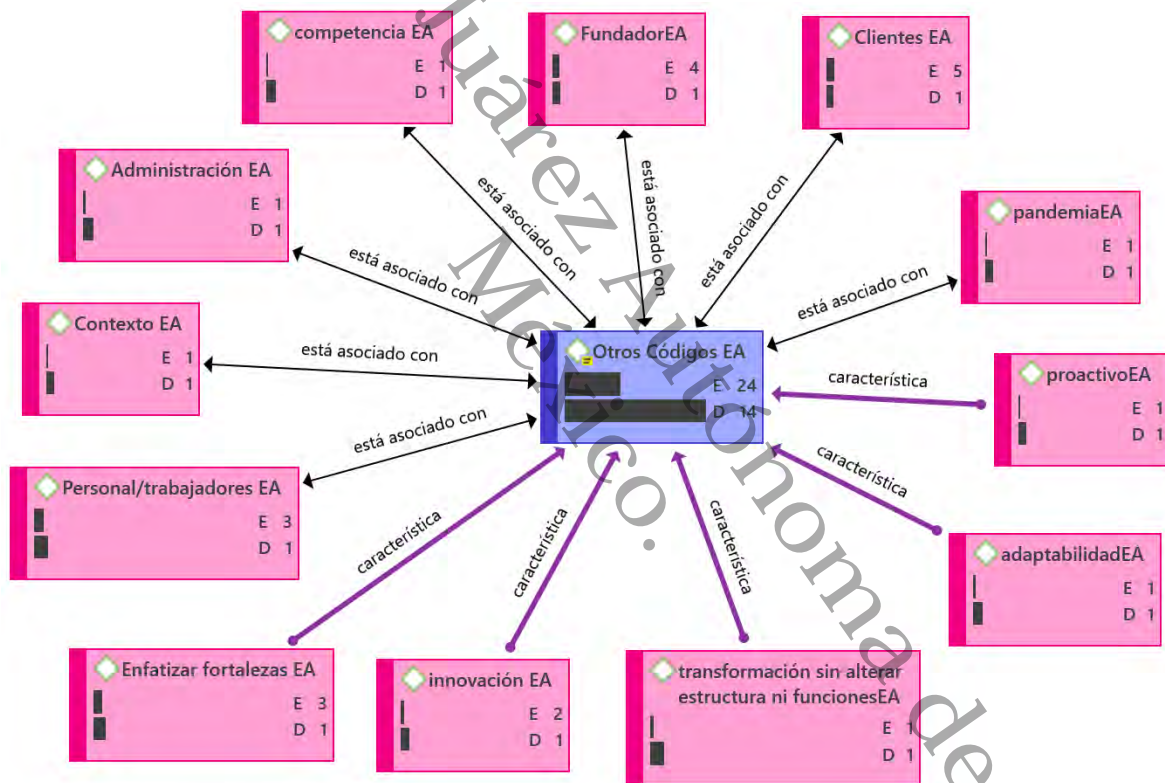 competencia EA
E 1
D 1
FundadorEA
E 4
D 1
Clientes EA
E 5
D 1
Administración EA
E 1
D 1
pandemiaEA
E 1
D 1
Contexto EA
E 1
D 1
Otros Códigos EA
E 24
D 14
proactivoEA
E 1
D 1
Personal/trabajadores EA
E 3
D 1
adaptabilidadEA
E 1
D 1
Enfatizar fortalezas EA
E 3
D 1
innovación EA
E 2
D 1
transformación sin alterar
estructura ni funcionesEA
E 1
D 1
está asociado con
está asociado con
está asociado con
está asociado con
está asociado con
está asociado con
está asociado con
característica
característica
característica
característica
característica
Juárez Autónoma de
México.